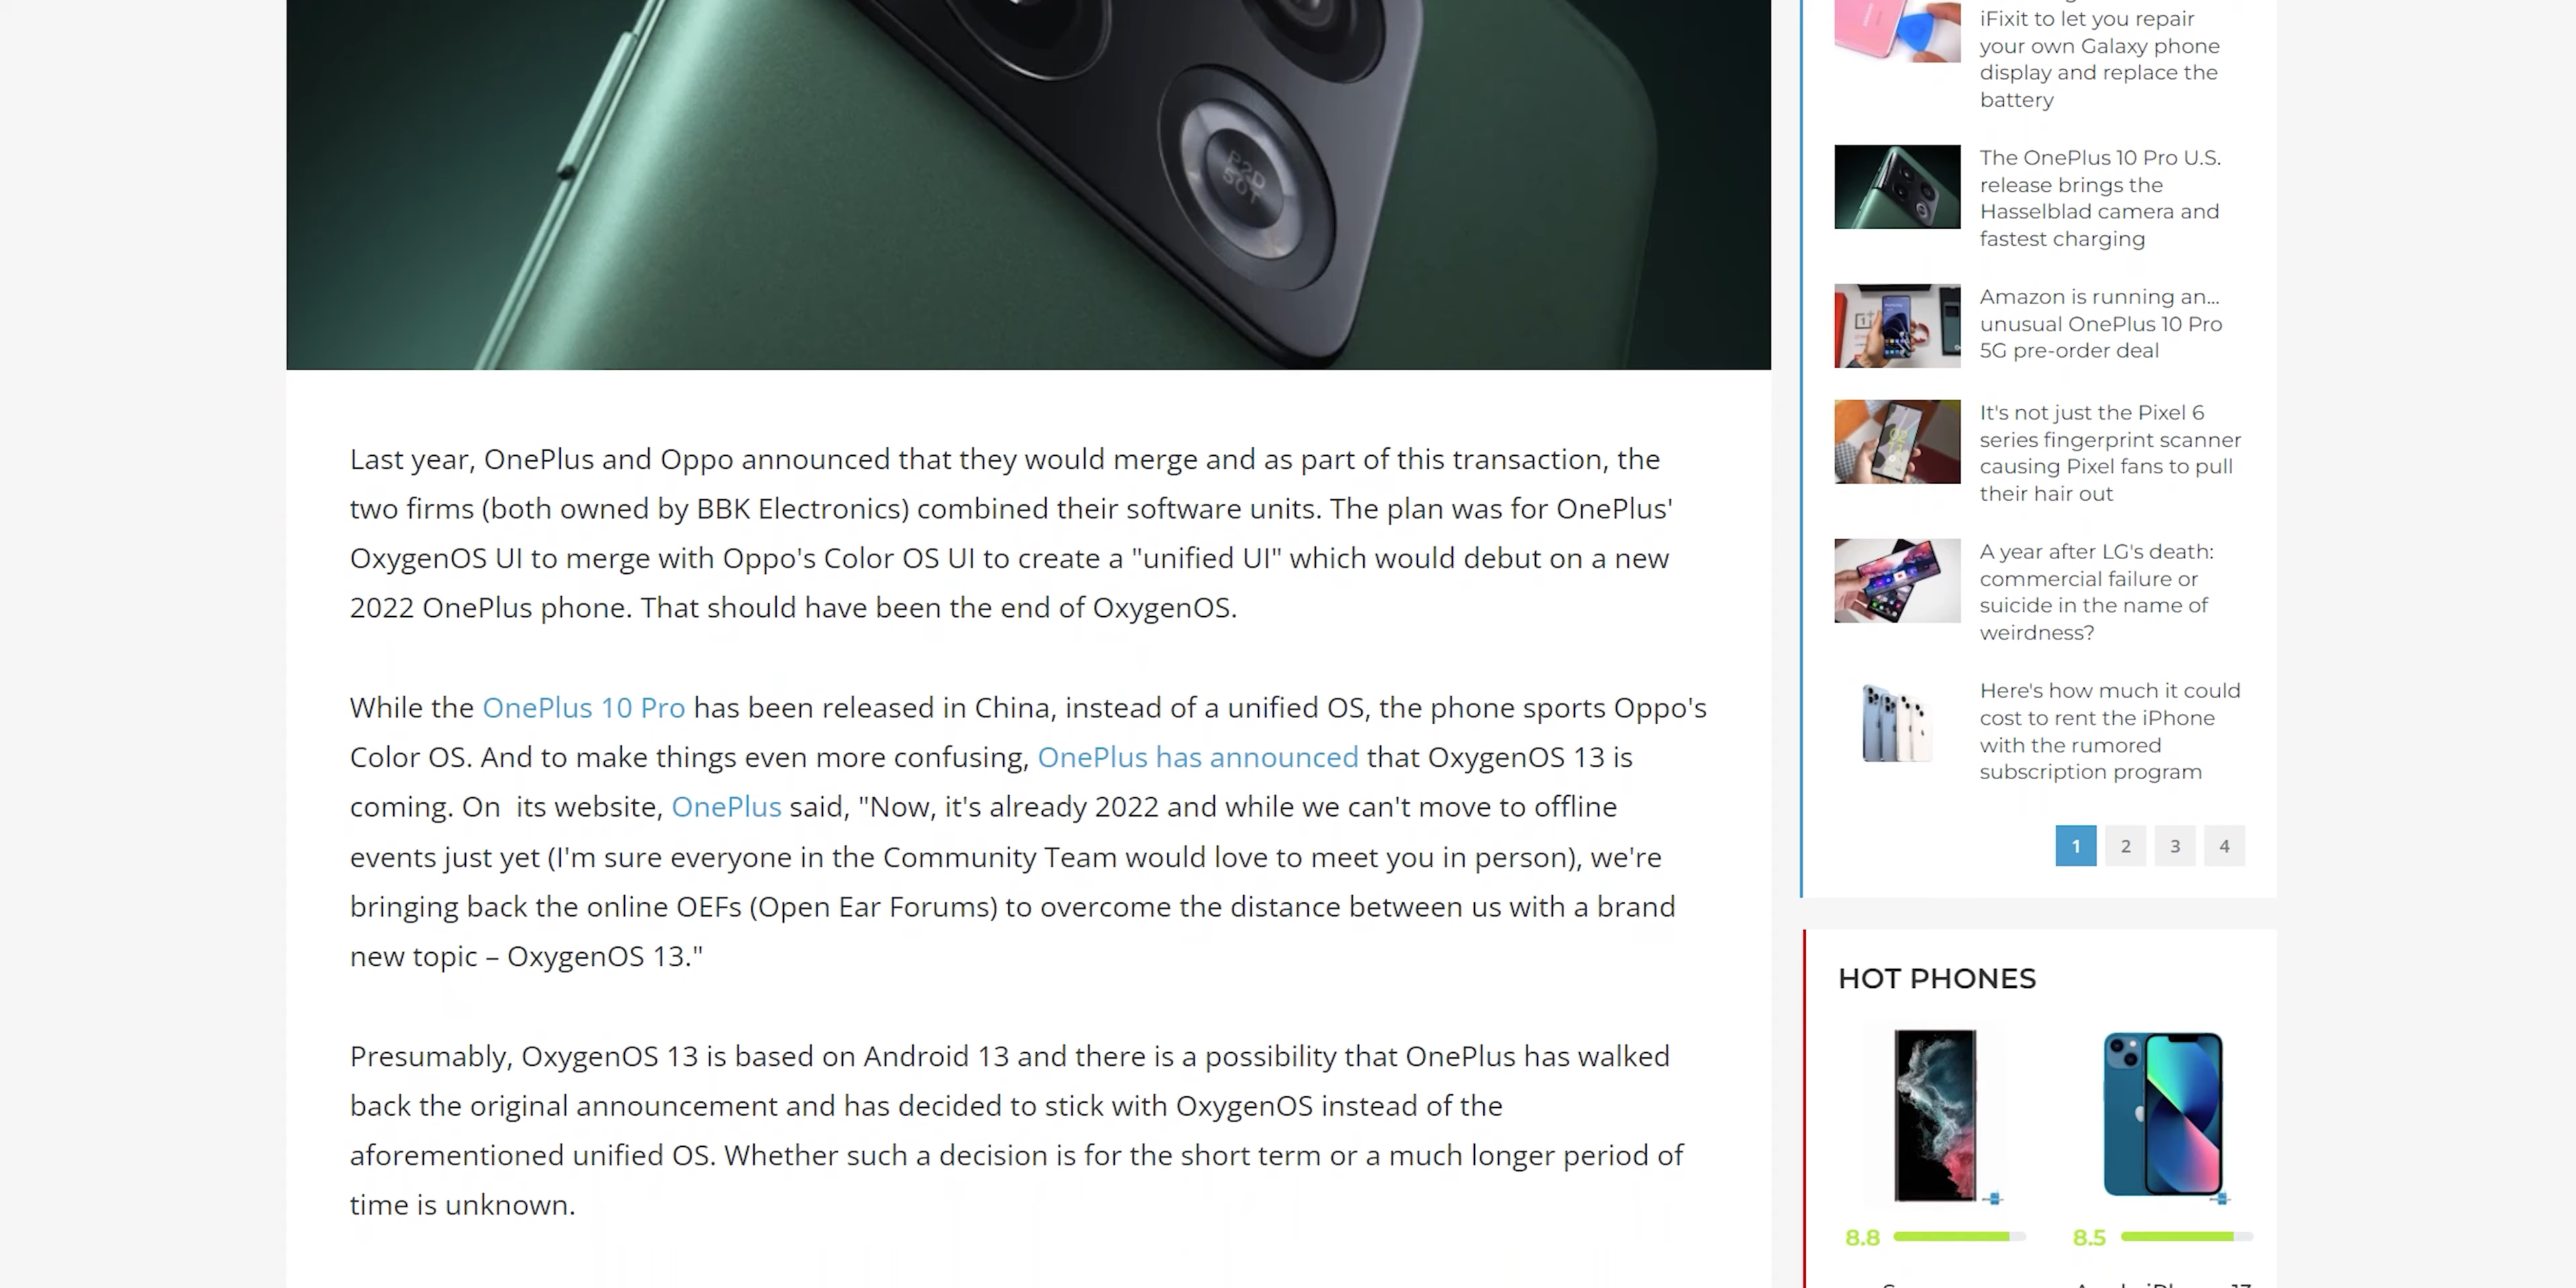 Last year, OnePlus and Oppo announced that they would merge and as part of this transaction, the
two firms (both owned by BBK Electronics) combined their software units. The plan was for OnePlus'
OxygenOS UI to merge with Oppo's Color OS UI to create a "unified UI" which would debut on a new
2022 OnePlus phone. That should have been the end of OxygenOS.
While the OnePlus 10 Pro has been released in China, instead of a unified OS, the phone sports Oppo's
Color OS. And to make things even more confusing, OnePlus has announced that OxygenOS 13 is
coming. On  its website, OnePlus said, "Now, it's already 2022 and while we can't move to offline
events just yet (I'm sure everyone in the Community Team would love to meet you in person), we're
bringing back the online OEFs (Open Ear Forums) to overcome the distance between us with a brand
new topic – OxygenOS 13."
Presumably, OxygenOS 13 is based on Android 13 and there is a possibility that OnePlus has walked
back the original announcement and has decided to stick with OxygenOS instead of the
aforementioned unified OS. Whether such a decision is for the short term or a much longer period of
time is unknown.
iFixit to let you repair
your own Galaxy phone
display and replace the
battery
The OnePlus 10 Pro U.S.
release brings the
Hasselblad camera and
fastest charging
Amazon is running an...
unusual OnePlus 10 Pro
5G pre-order deal
It's not just the Pixel 6
series fingerprint scanner
causing Pixel fans to pull
their hair out
A year after LG's death:
commercial failure or
suicide in the name of
weirdness?
Here's how much it could
cost to rent the iPhone
with the rumored
subscription program
1 2 3 4
HOT PHONES
8.8 8.5